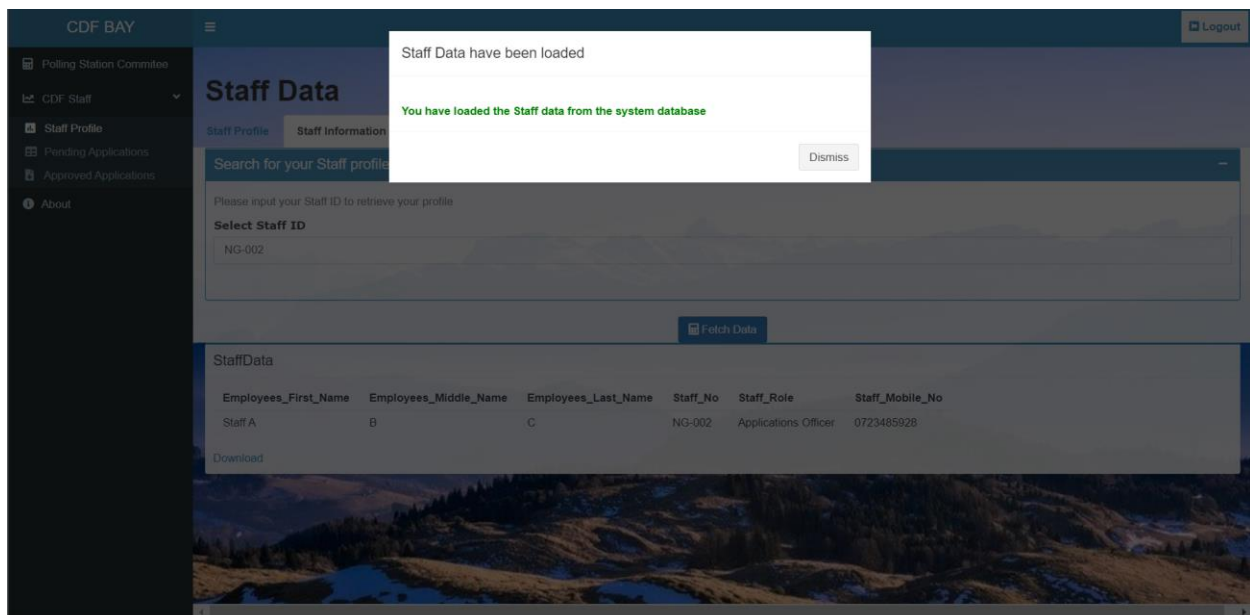 CDF BAY
Logout
Polling Station Commitee
CDF Staff
Staff Profile
Pending Applications
Approved Applications
About
Staff Data have been loaded
You have loaded the Staff data from the system database
Dismiss
Staff Data
Staff Profile Staff Information
Search for your Staff profile
Please input your Staff ID to retrieve your profile
Select Staff ID
NG-002
Fetch Data
StaffData
Employees_First_Name Employees_Middle_Name Employees_Last_Name Staff_No Staff_Role Staff_Mobile_No
Staff A B C NG-002 Applications Officer 0723485928
Download